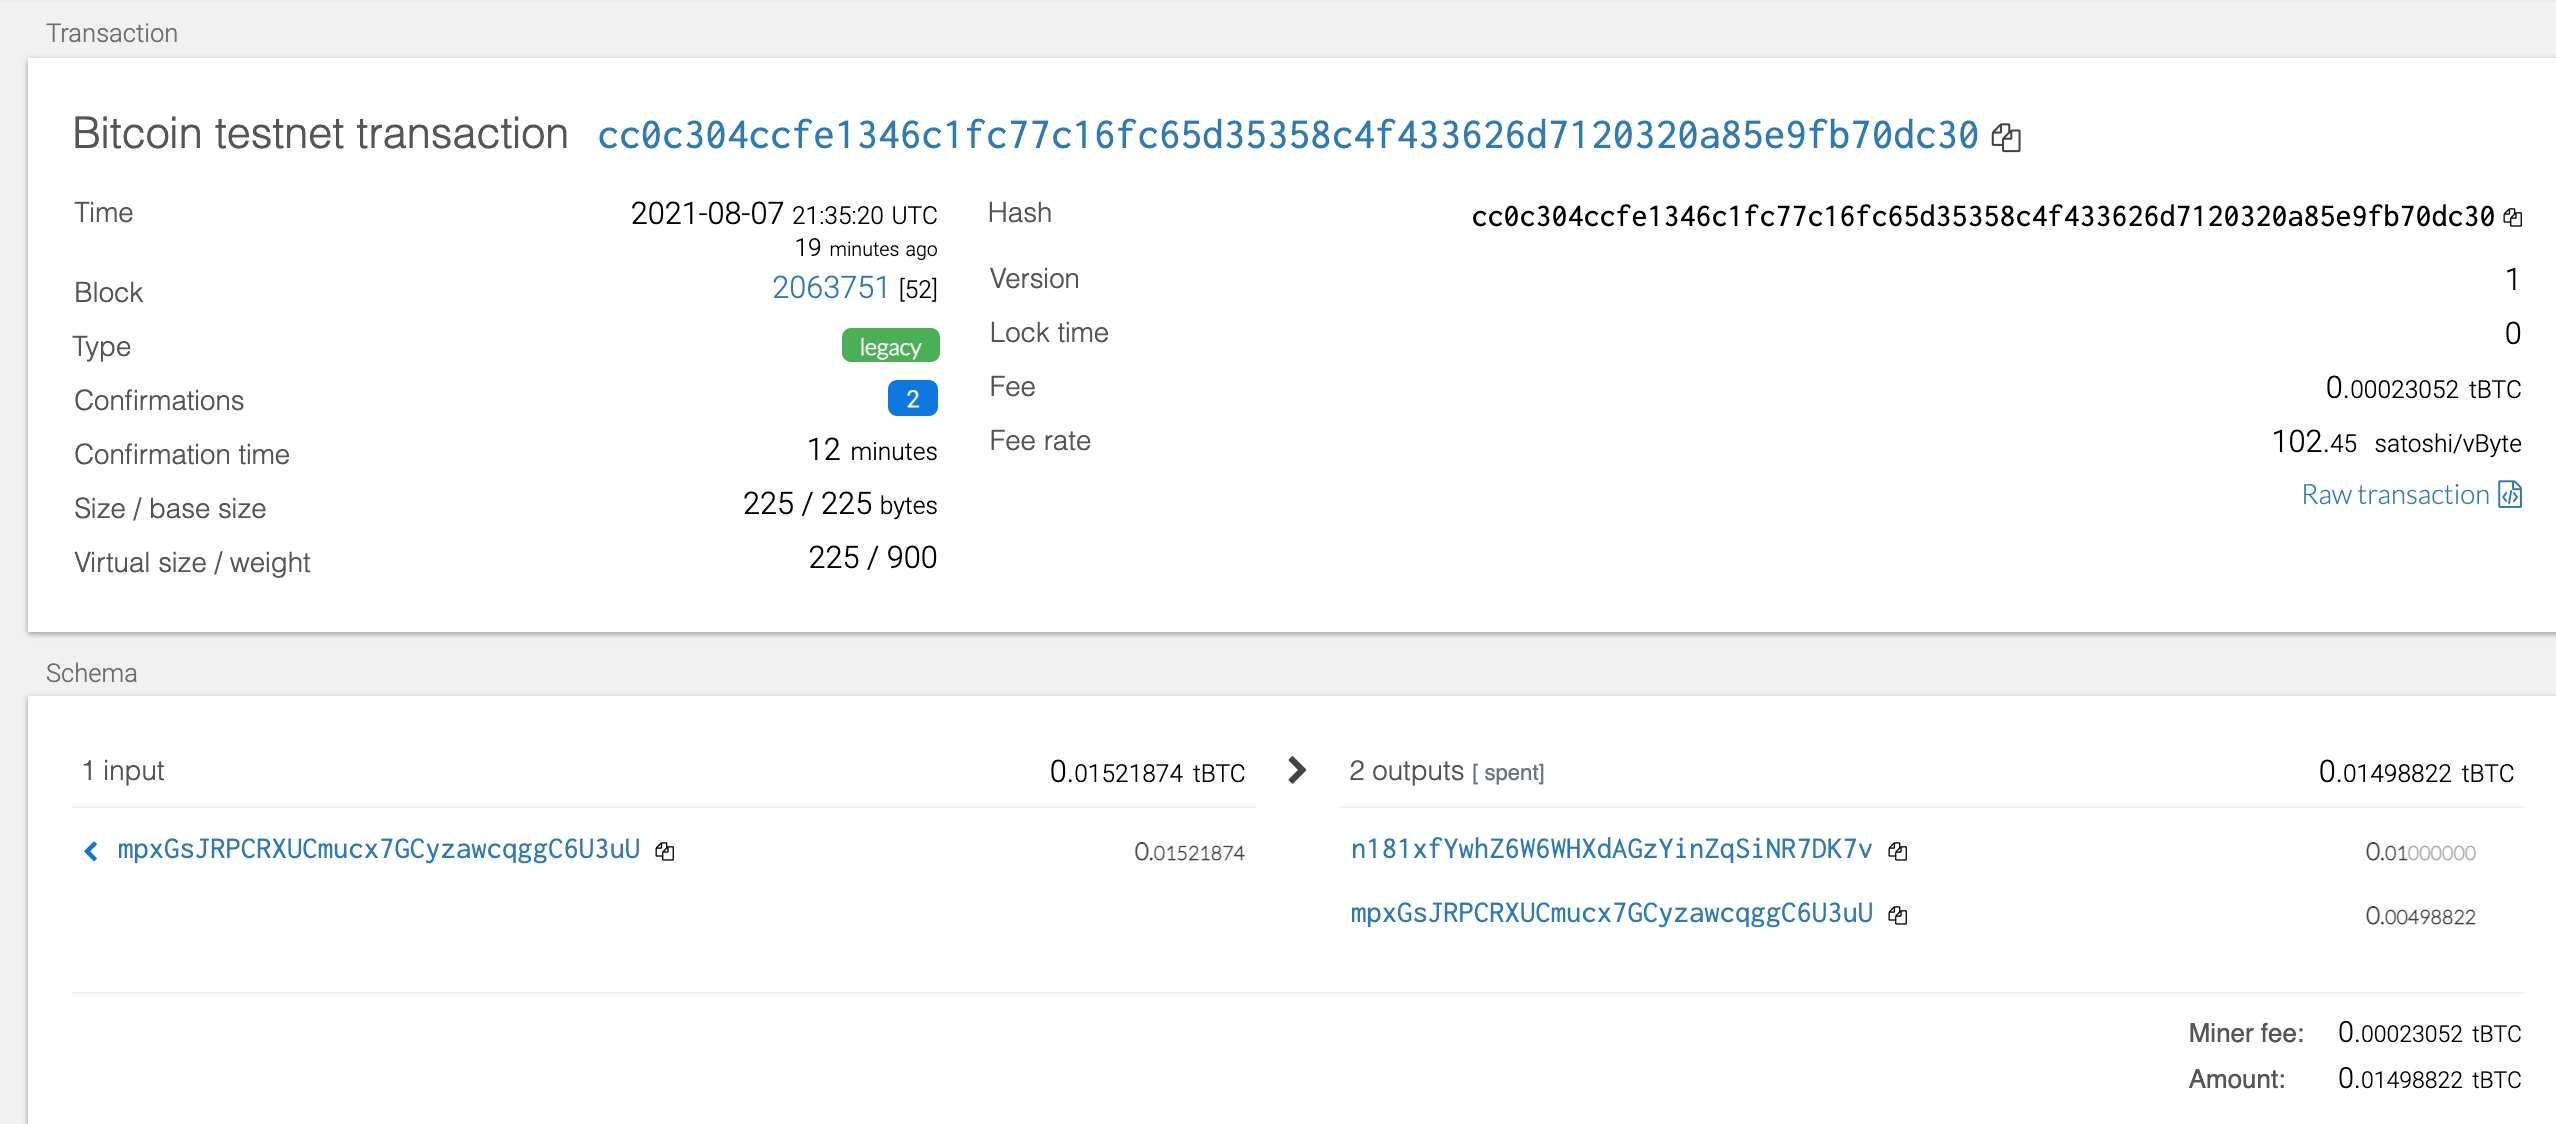 Transaction
Bitcoin testnet transaction cc0c304ccfe1346c1fc77c16fc65d35358c4f433626d7120320a85e9fb70dc30
Time 2021-08-07 21:35:20 UTC
19 minutes ago
Block 2063751 [52]
Type legacy
Confirmations 2
Confirmation time 12 minutes
Size / base size 225 / 225 bytes
Virtual size / weight 225 / 900
Hash cc0c304ccfe1346c1fc77c16fc65d35358c4f433626d7120320a85e9fb70dc30
Version 1
Lock time 0
Fee 0.00023052 tBTC
Fee rate 102.45 satoshi/vByte
Raw transaction
Schema
1 input 0.01521874 tBTC
mpxGsJRPCRXUCmucx7GCyzawcqggC6U3uU 0.01521874
2 outputs [ spent] 0.01498822 tBTC
n181xfYwhZ6W6WHXdAGzYinZqSiNR7DK7v 0.01000000
mpxGsJRPCRXUCmucx7GCyzawcqggC6U3uU 0.00498822
Miner fee: 0.00023052 tBTC
Amount: 0.01498822 tBTC